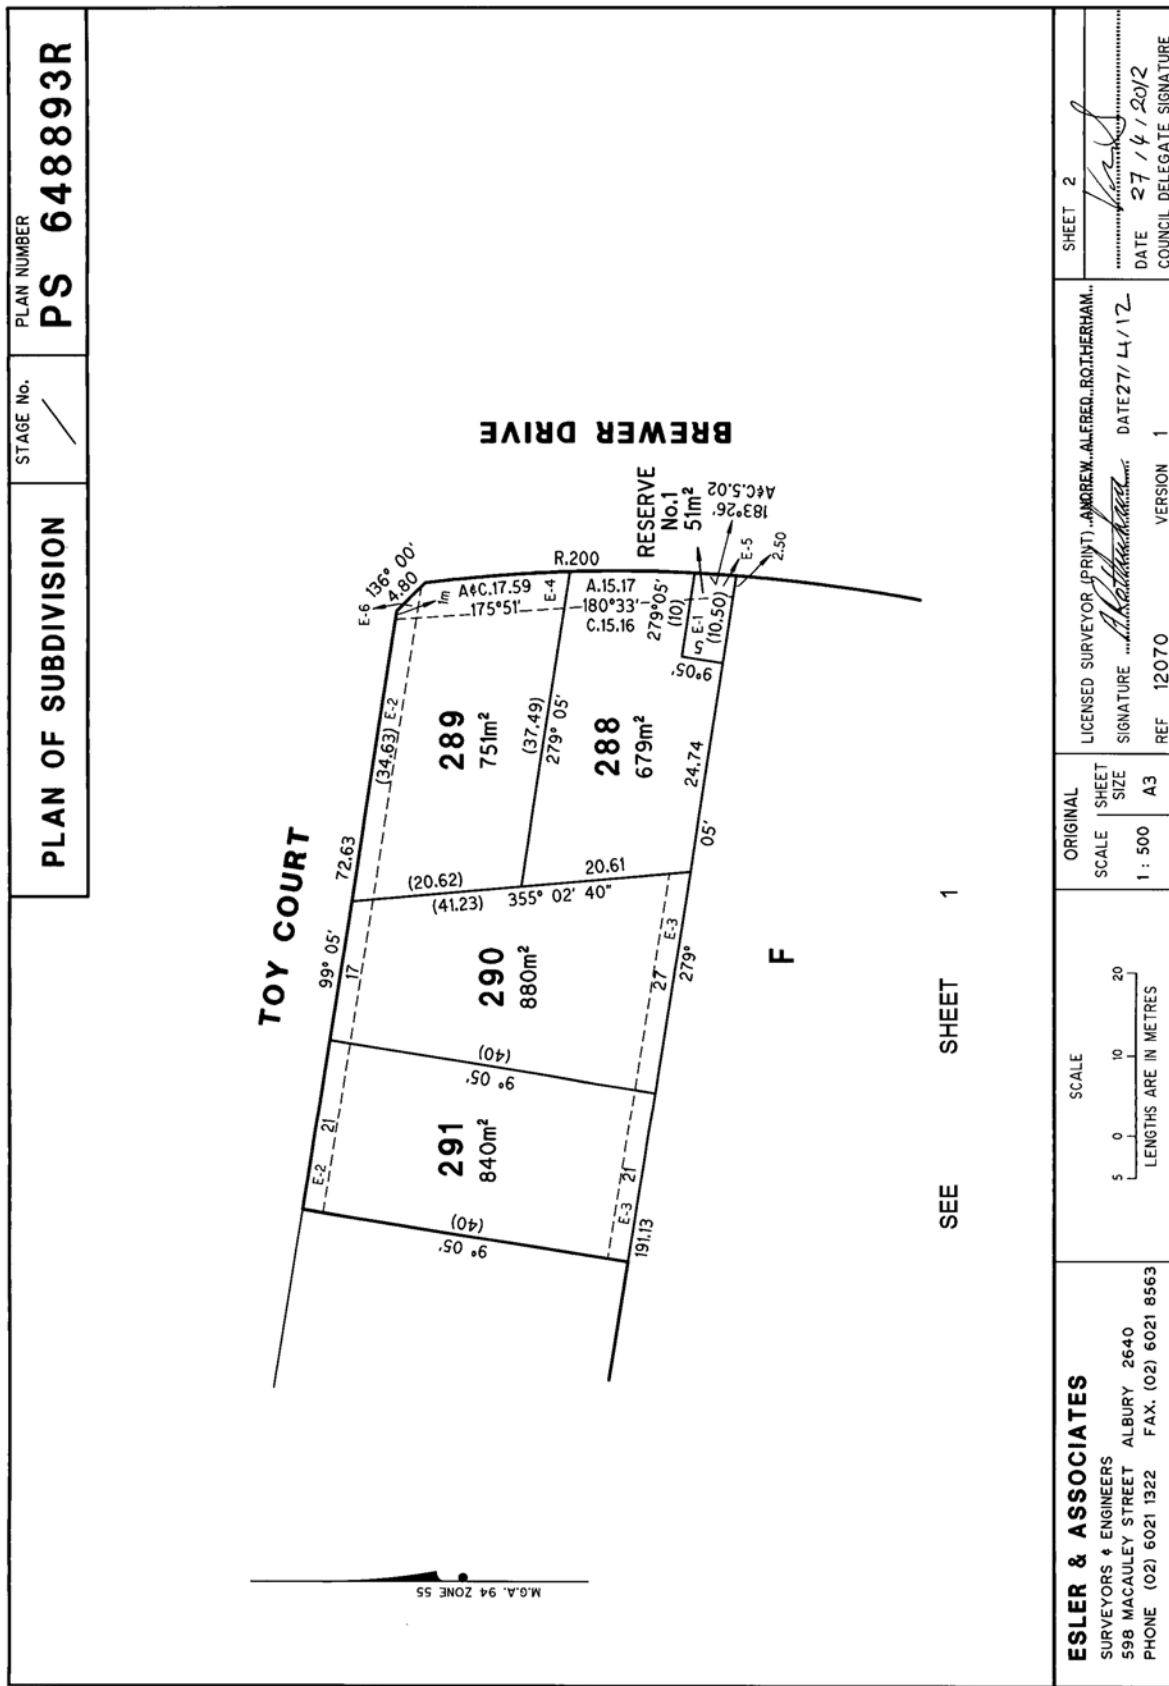 PLAN OF SUBDIVISION
STAGE No.
PLAN NUMBER
PS 648893R
TOY COURT
BREWER DRIVE
99° 05'
72.63
E-6
136° 00'
4.80
1m
(34.63)
E-2
A&C.17.59
175°51'
E-4
R.200
289
751m²
(37.49)
279° 05'
A.15.17
180°33'
C.15.16
288
679m²
279°05'
(10)
RESERVE
No.1
51m²
183°26'
A&C.5.02
E-1
5
(10.50)
E-5
2.50
9°05'
24.74
05'
(20.62)
20.61
(41.23)
355° 02' 40"
17
290
880m²
E-3
27
279°
(40)
9° 05'
21
E-2
291
840m²
(40)
9° 05'
E-3
21
191.13
F
SEE SHEET 1
M.G.A. 94 ZONE 55
ESLER & ASSOCIATES
SURVEYORS & ENGINEERS
598 MACAULEY STREET ALBURY 2640
PHONE (02) 6021 1322 FAX. (02) 6021 8563
SCALE
5 0 10 20
LENGTHS ARE IN METRES
ORIGINAL
SCALE
SHEET
SIZE
1 : 500
A3
LICENSED SURVEYOR (PRINT) ANDREW ALFRED ROTHERHAM
SIGNATURE DATE 27/4/12
REF 12070 VERSION 1
SHEET 2
DATE 27/4/2012
COUNCIL DELEGATE SIGNATURE